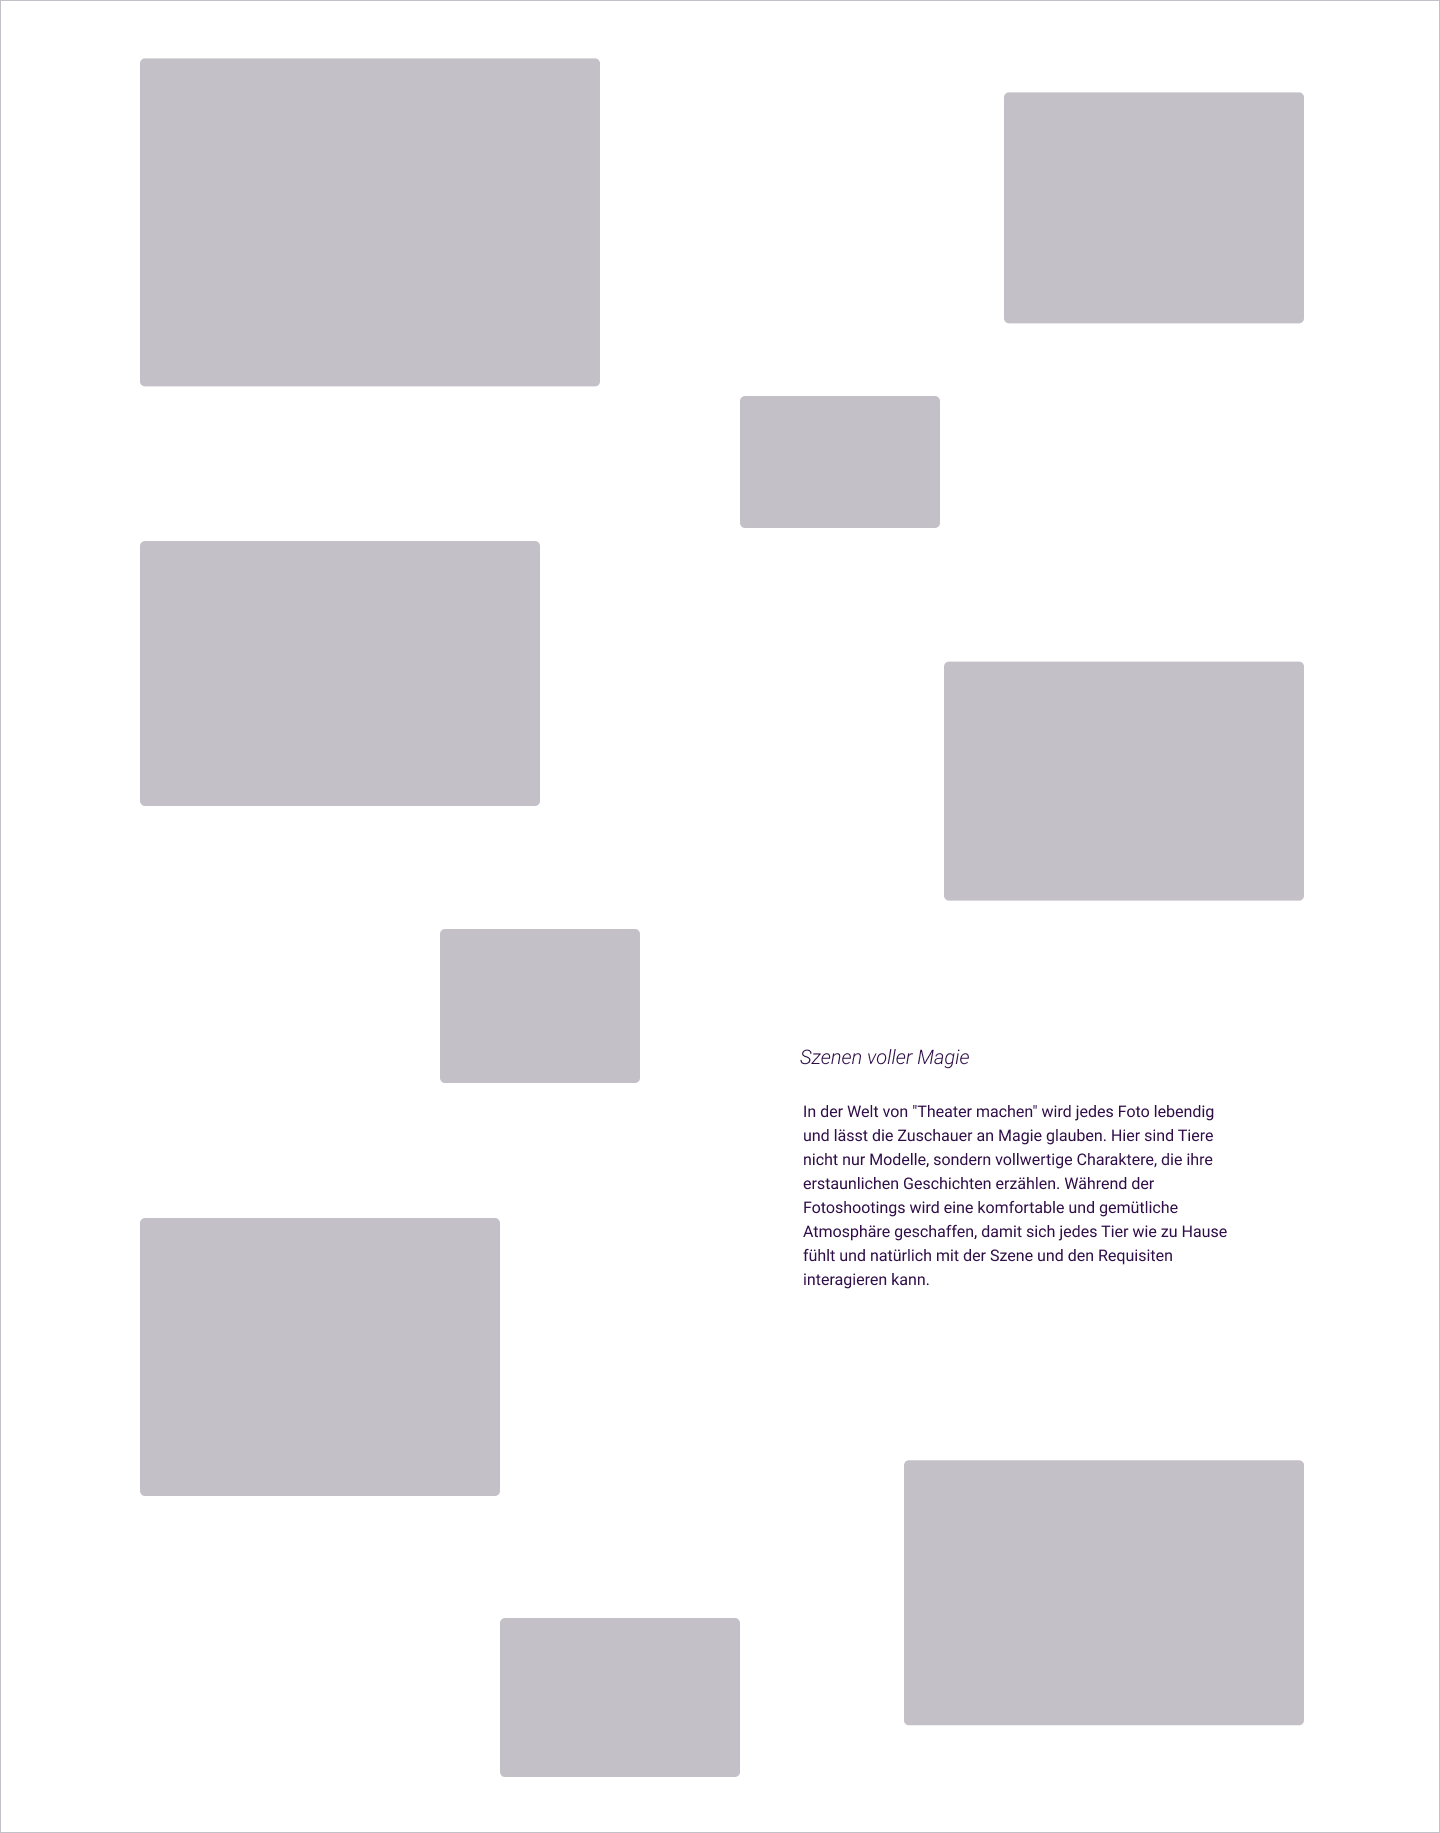 Szenen voller Magie
In der Welt von "Theater machen" wird jedes Foto lebendig
und lässt die Zuschauer an Magie glauben. Hier sind Tiere
nicht nur Modelle, sondern vollwertige Charaktere, die ihre
erstaunlichen Geschichten erzählen. Während der
Fotoshootings wird eine komfortable und gemütliche
Atmosphäre geschaffen, damit sich jedes Tier wie zu Hause
fühlt und natürlich mit der Szene und den Requisiten
interagieren kann.